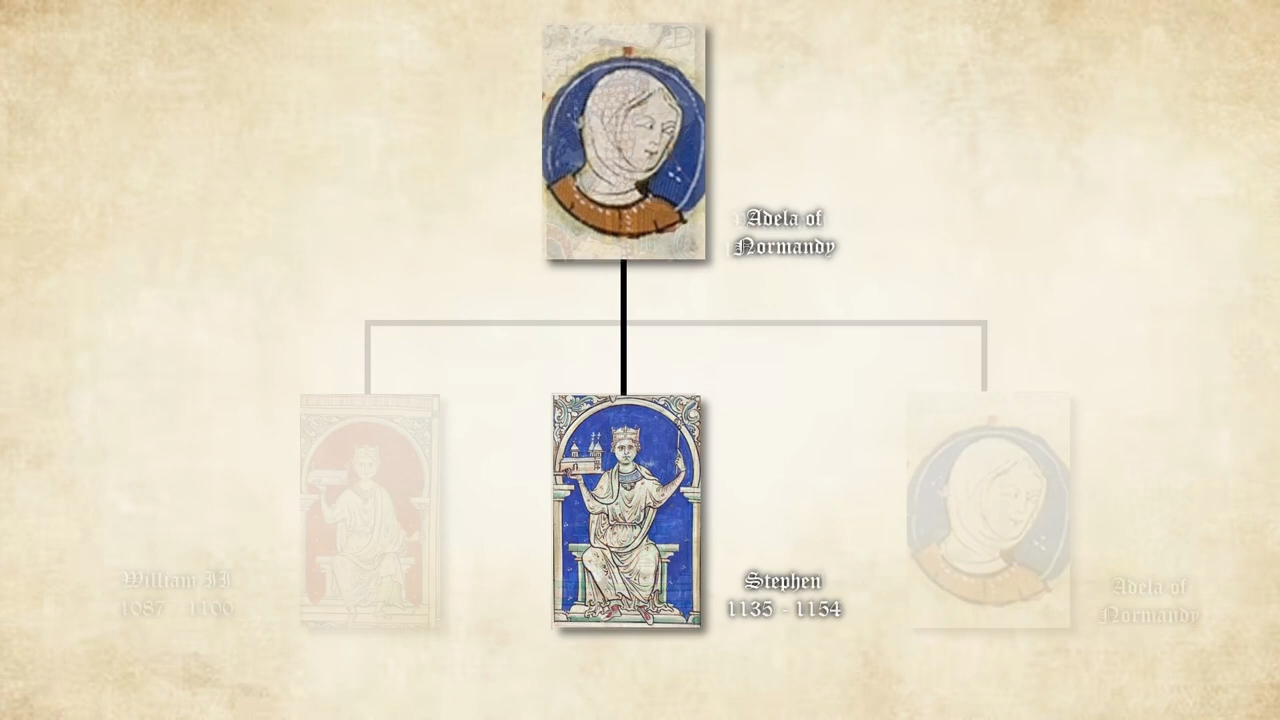 Adela of
Normandy
William II
1087 - 1100
Stephen
1135 - 1154
Adela of
Normandy